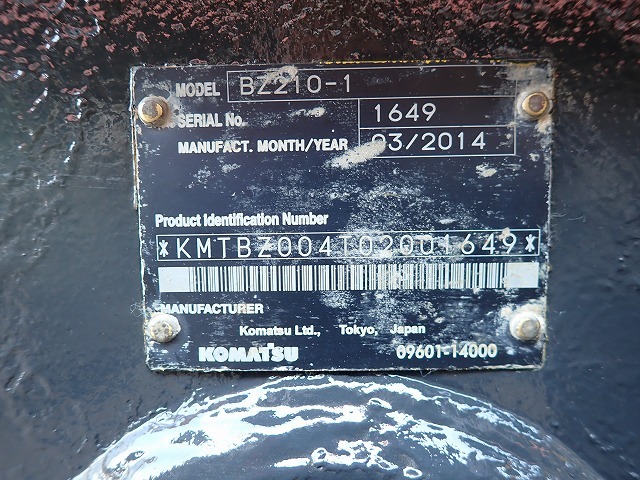 MODEL BZ210-1
SERIAL No. 1649
MANUFACT. MONTH/YEAR 03/2014
Product Identification Number
*KMTBZ004T02001649*
MANUFACTURER
Komatsu Ltd., Tokyo, Japan
KOMATSU 09601-14000